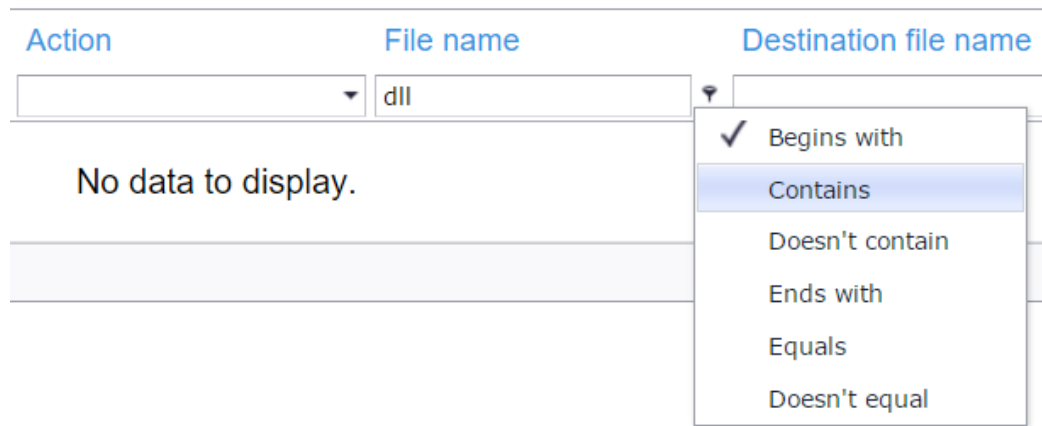 Action File name Destination file name
dll
Begins with
No data to display.
Contains
Doesn't contain
Ends with
Equals
Doesn't equal